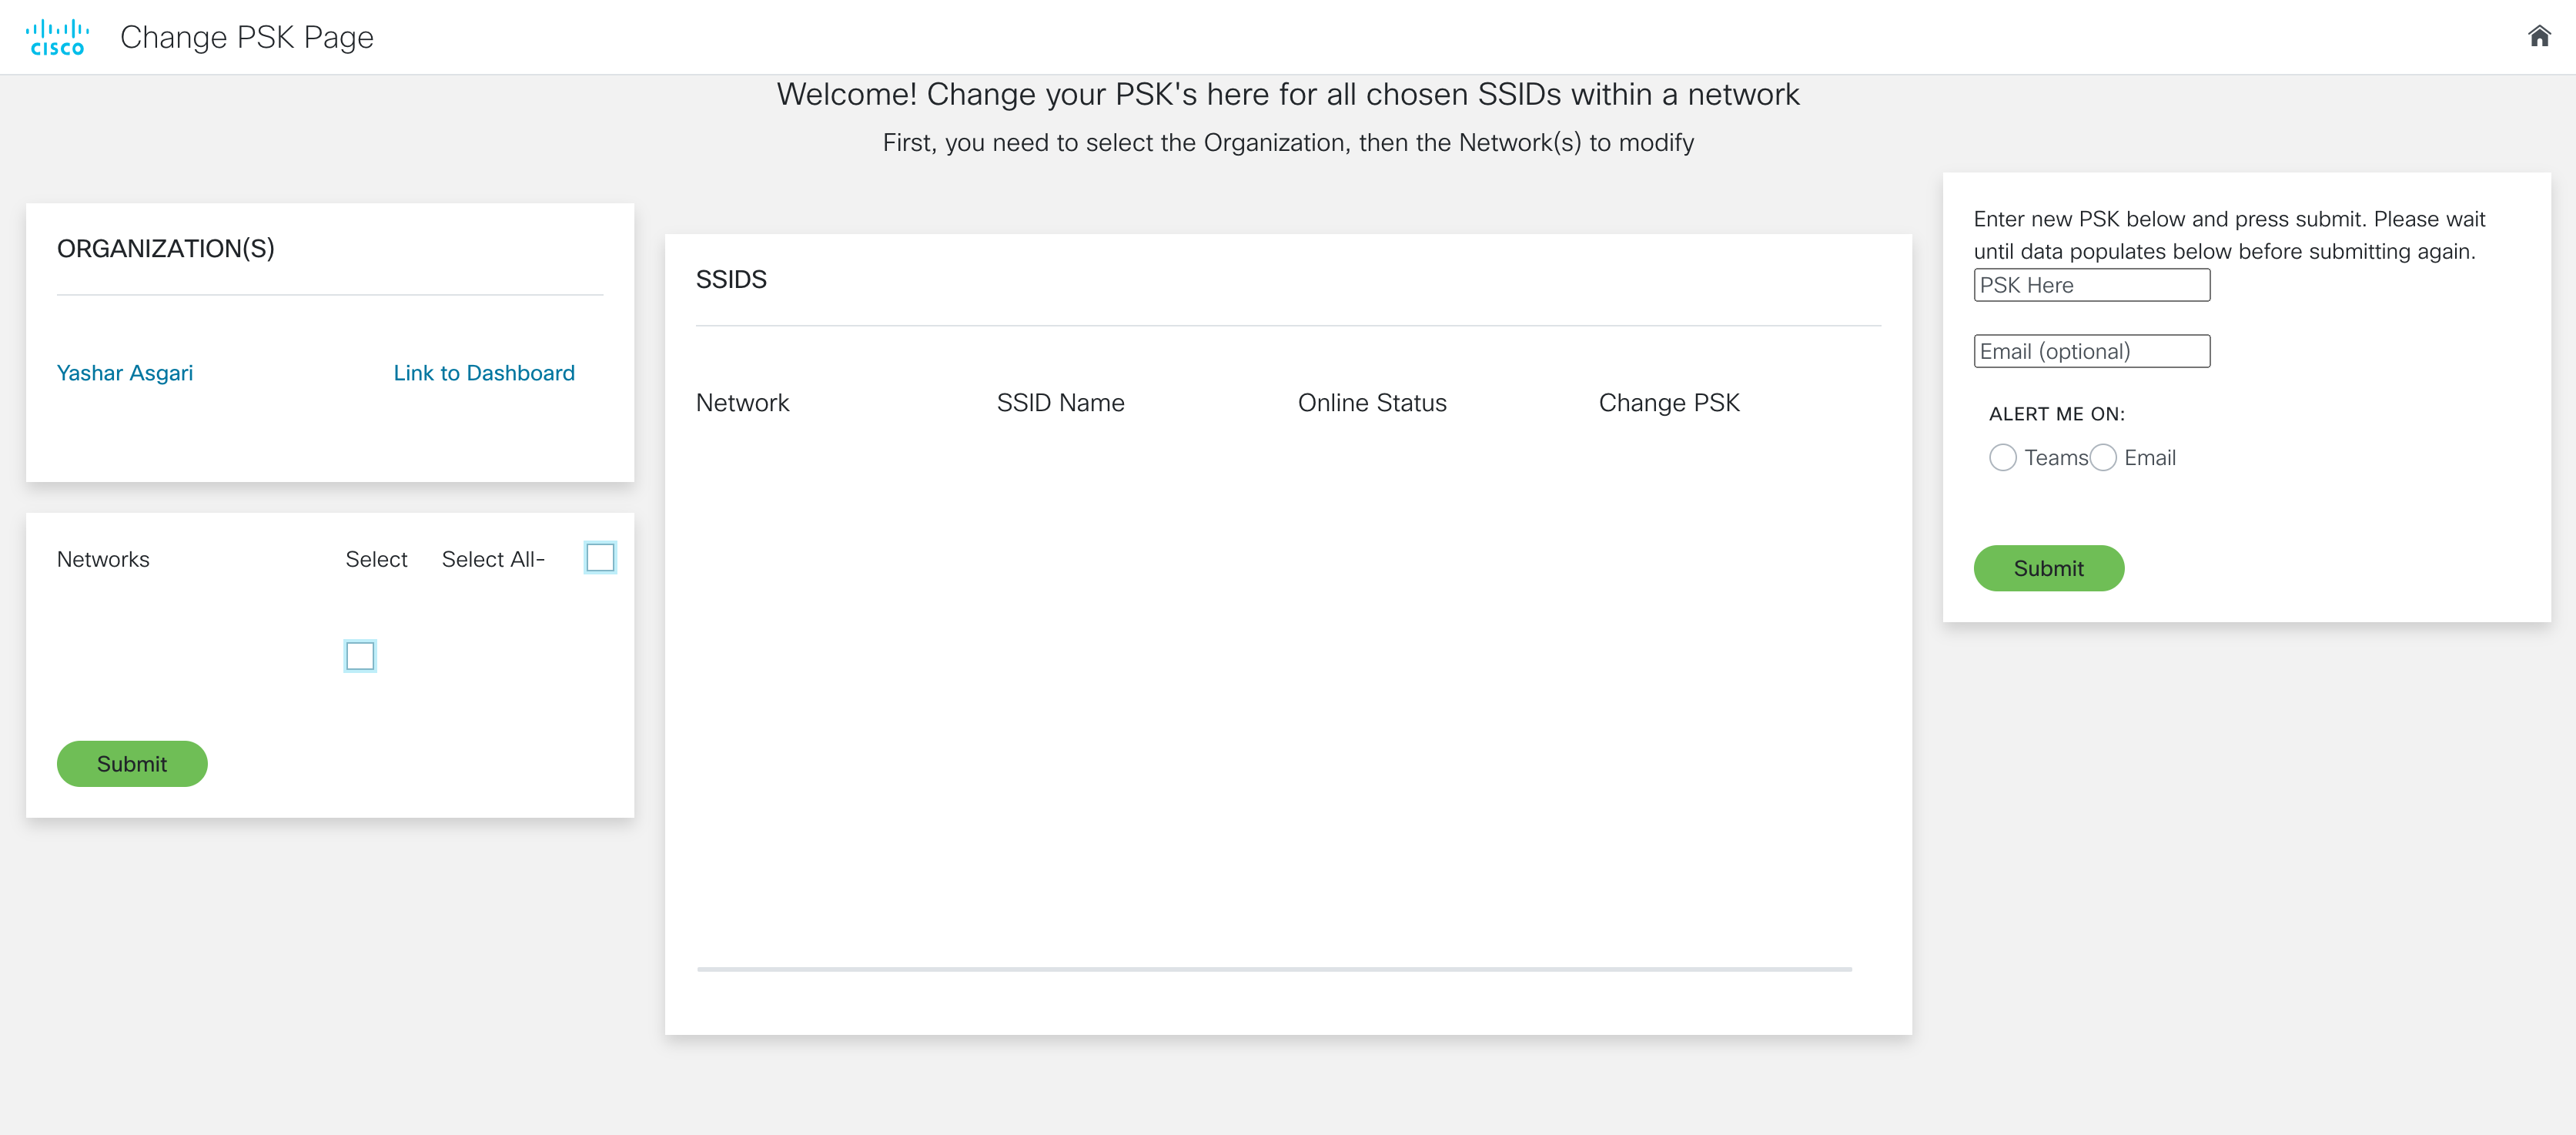 CISCO
Change PSK Page
Welcome! Change your PSK's here for all chosen SSIDs within a network
First, you need to select the Organization, then the Network(s) to modify
ORGANIZATION(S)
Yashar Asgari Link to Dashboard
Networks Select Select All-
Submit
SSIDS
Network SSID Name Online Status Change PSK
Enter new PSK below and press submit. Please wait
until data populates below before submitting again.
PSK Here
Email (optional)
ALERT ME ON:
Teams Email
Submit